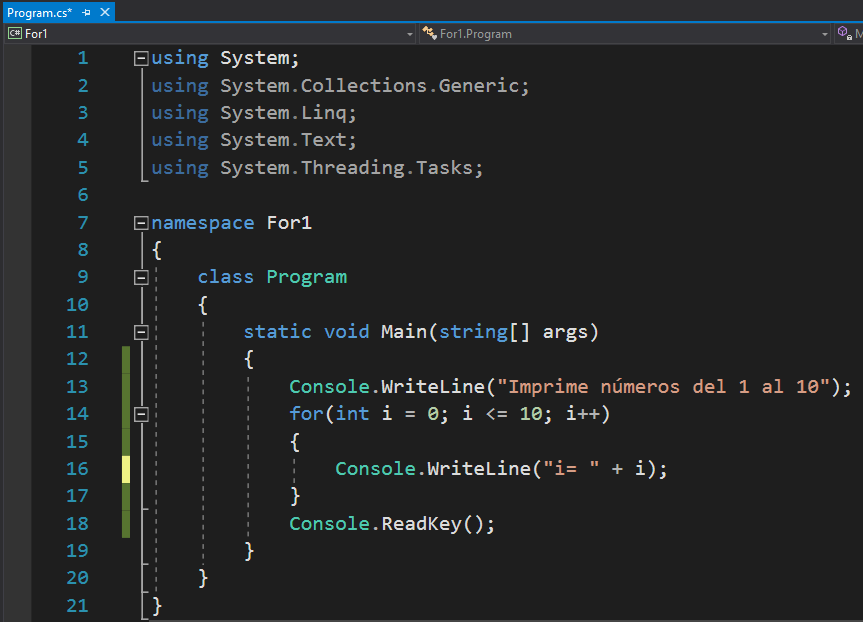 Program.cs*
C# For1 For1.Program M
1 using System;
2 using System.Collections.Generic;
3 using System.Linq;
4 using System.Text;
5 using System.Threading.Tasks;
6
7 namespace For1
8 {
9 class Program
10 {
11 static void Main(string[] args)
12 {
13 Console.WriteLine("Imprime números del 1 al 10");
14 for(int i = 0; i <= 10; i++)
15 {
16 Console.WriteLine("i= " + i);
17 }
18 Console.ReadKey();
19 }
20 }
21 }